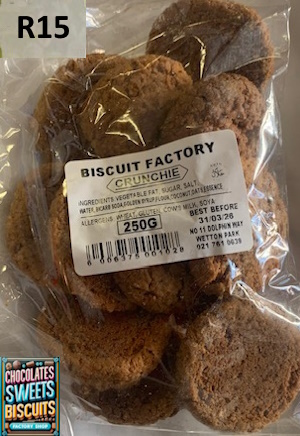 R15
BISCUIT FACTORY
CRUNCHIE
INGREDIENTS: VEGETABLE FAT, SUGAR, SALT,
WATER, BICARB SODA, GOLDEN SYRUP, FLOUR, COCONUT, OATS, ESSENCE
ALLERGENS: WHEAT, GLUTEN, COW'S MILK, SOYA
250G
BEST BEFORE
31/03/26
NO 11 DOLPHIN WAY
WETTON PARK
021 761 0639
CHOCOLATES
SWEETS
BISCUITS
FACTORY SHOP